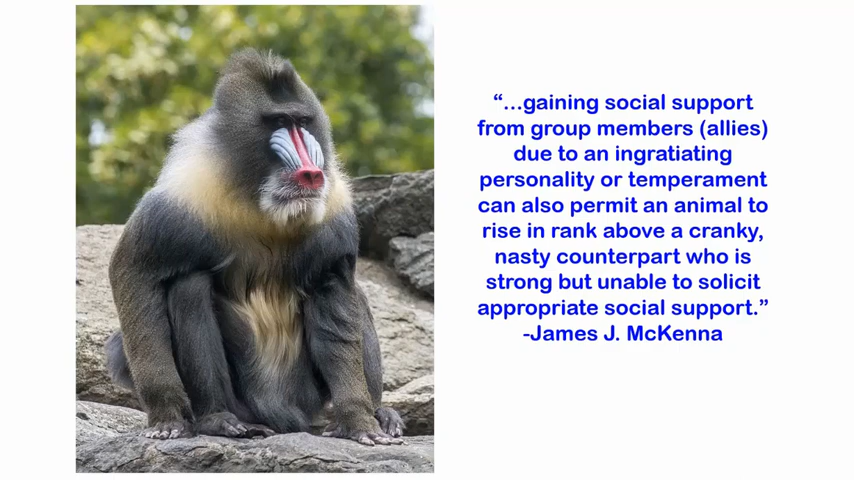 “...gaining social support
from group members (allies)
due to an ingratiating
personality or temperament
can also permit an animal to
rise in rank above a cranky,
nasty counterpart who is
strong but unable to solicit
appropriate social support.”
-James J. McKenna